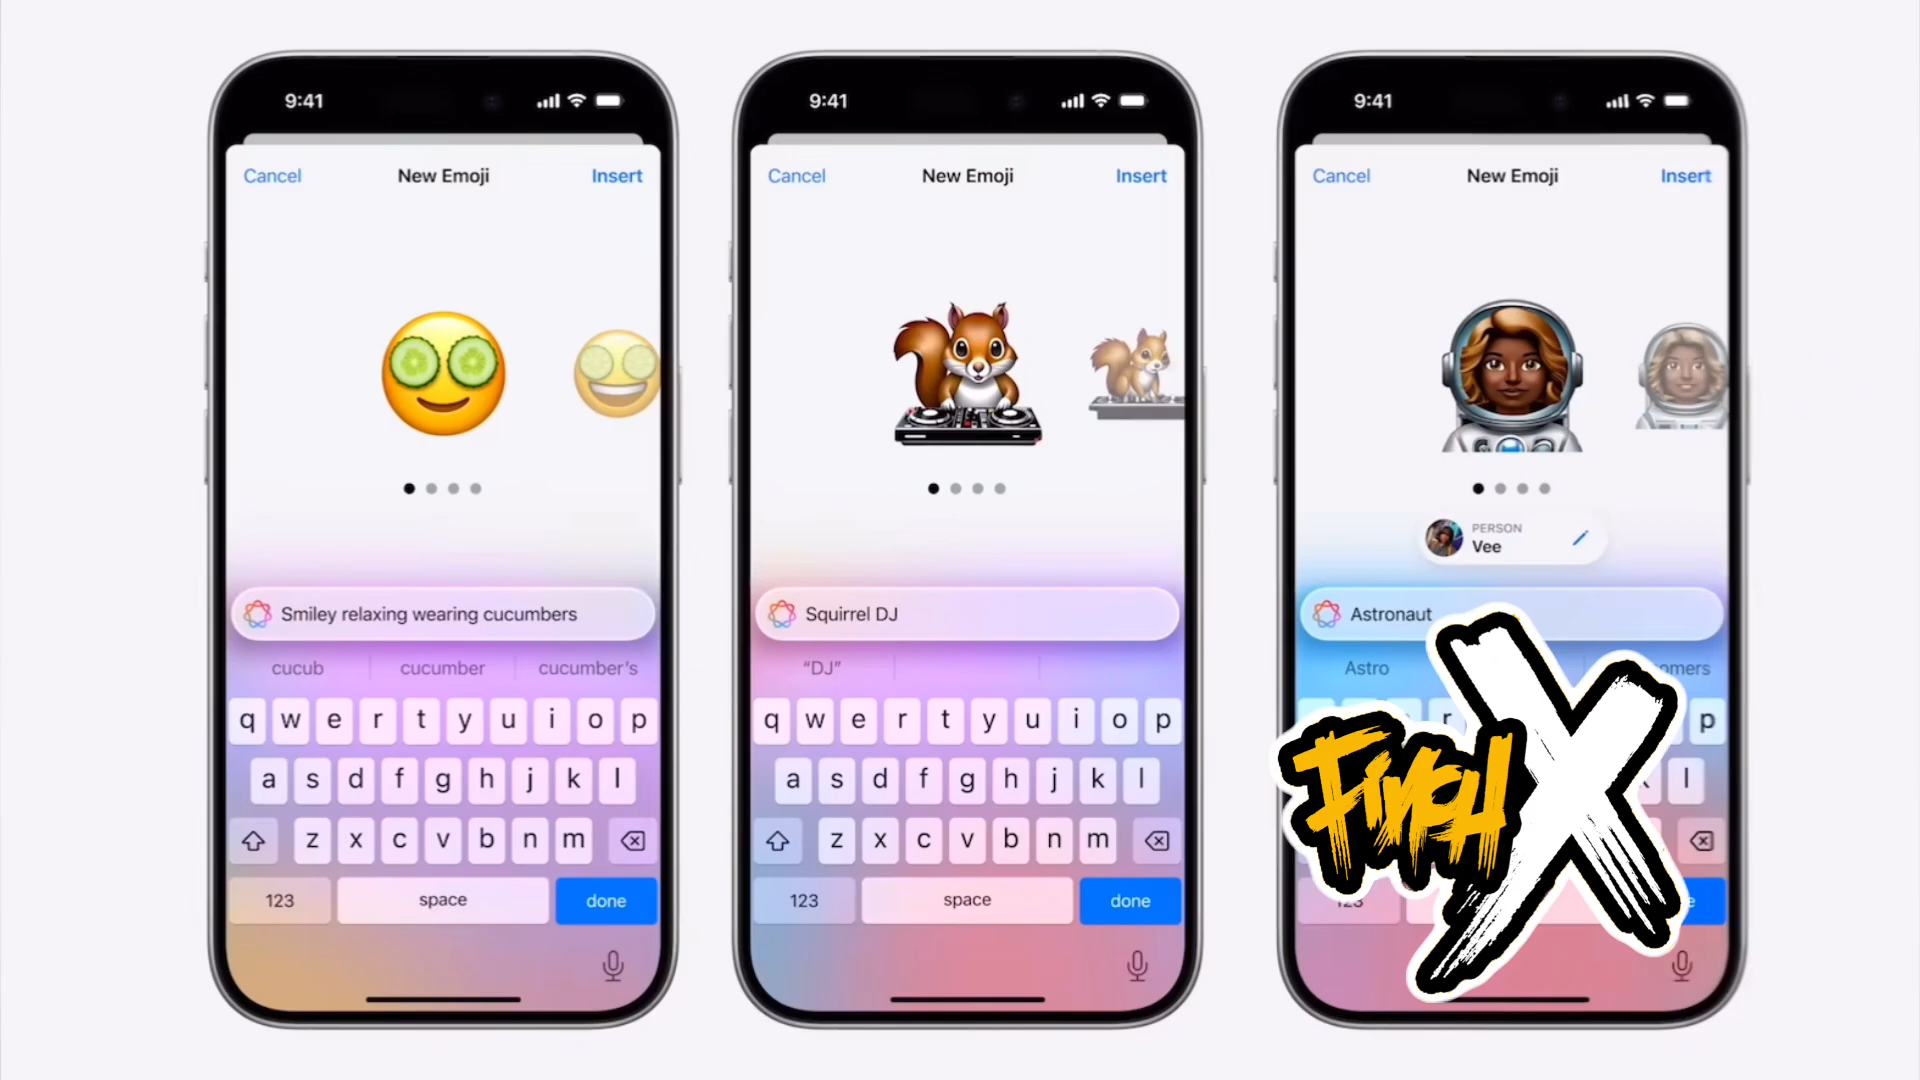 9:41
Cancel New Emoji Insert
Smiley relaxing wearing cucumbers
cucub cucumber cucumber's
q w e r t y u i o p
a s d f g h j k l
z x c v b n m
123 space done
9:41
Cancel New Emoji Insert
Squirrel DJ
“DJ”
q w e r t y u i o p
a s d f g h j k l
z x c v b n m
123 space done
9:41
Cancel New Emoji Insert
PERSON
Vee
Astronaut
Astro
p
l
123
FinchX